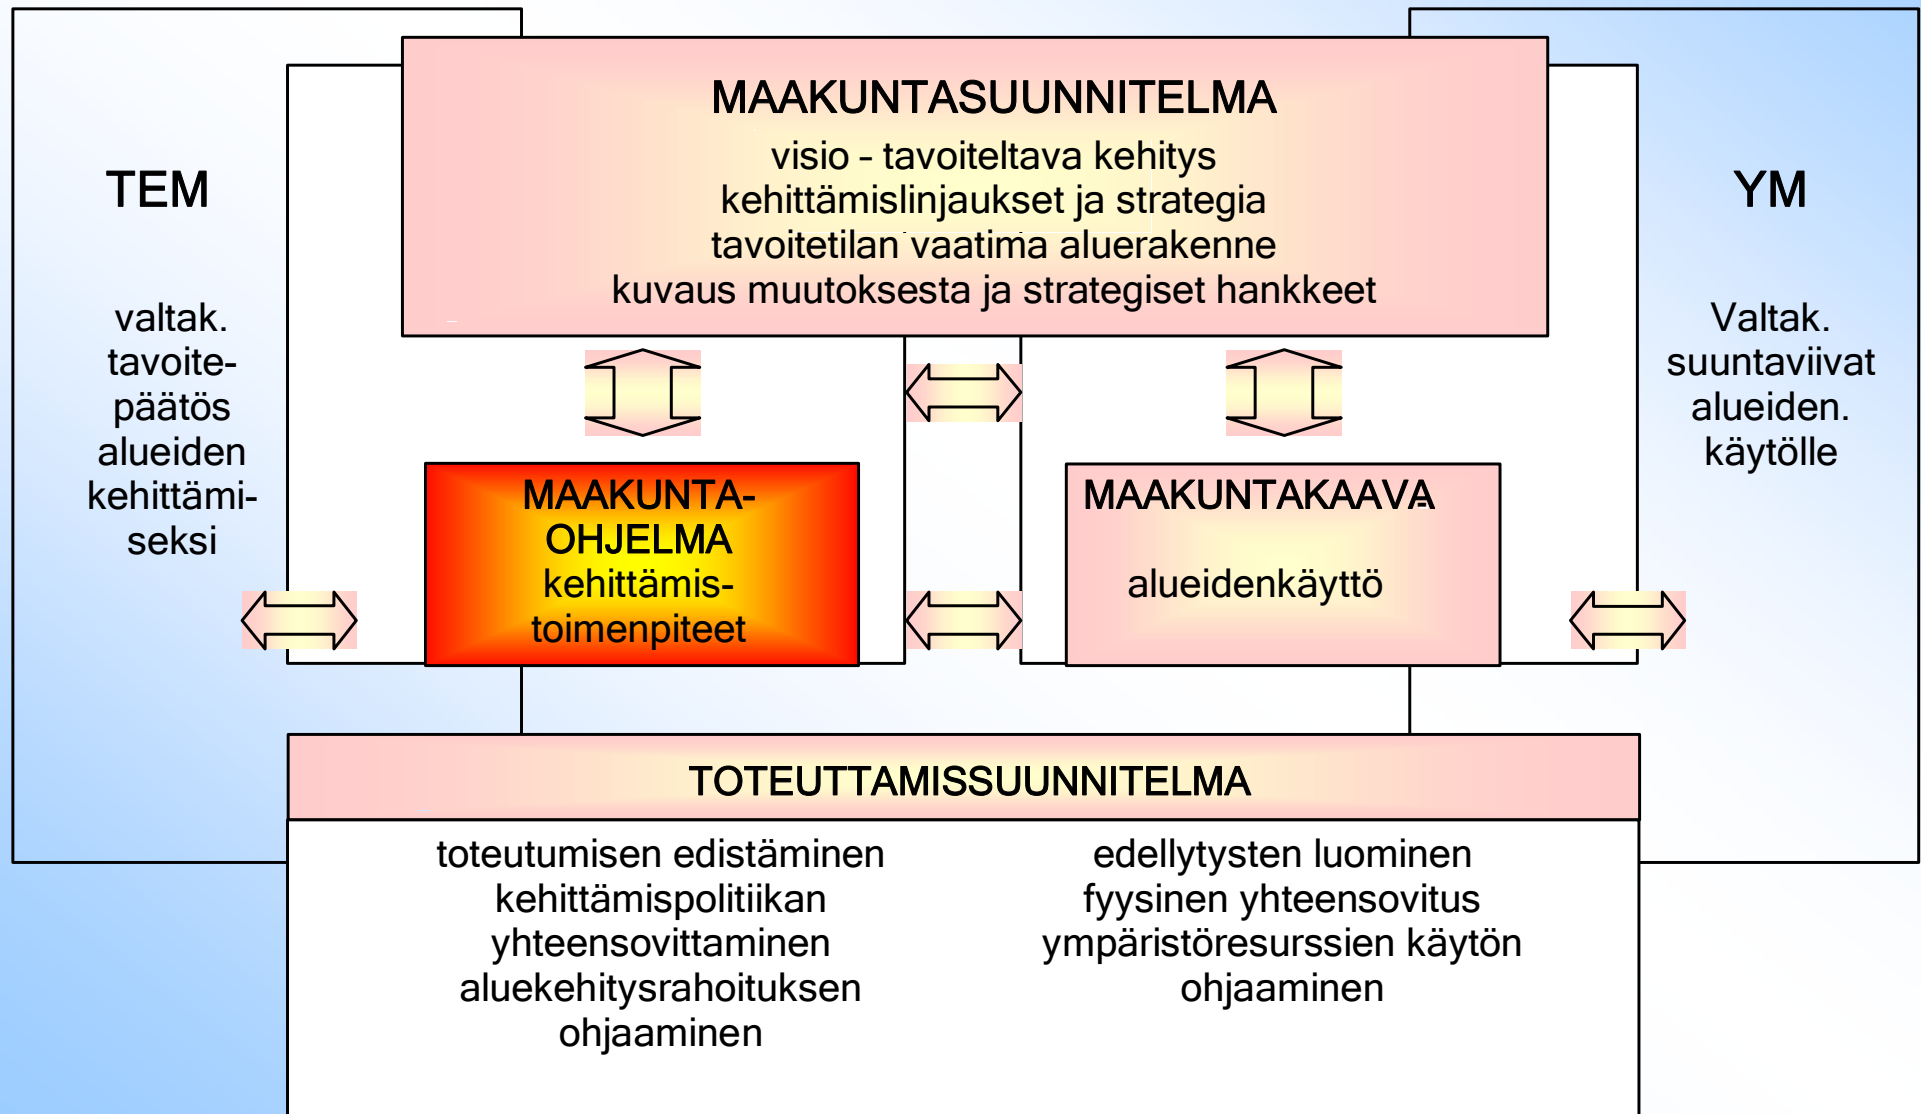 MAAKUNTASUUNNITELMA
visio - tavoiteltava kehitys
kehittämislinjaukset ja strategia
tavoitetilan vaatima aluerakenne
kuvaus muutoksesta ja strategiset hankkeet
TEM
valtak.
tavoite-
päätös
alueiden
kehittämi-
seksi
YM
Valtak.
suuntaviivat
alueiden.
käytölle
MAAKUNTA-
OHJELMA
kehittämis-
toimenpiteet
MAAKUNTAKAAVA
alueidenkäyttö
TOTEUTTAMISSUUNNITELMA
toteutumisen edistäminen
kehittämispolitiikan
yhteensovittaminen
aluekehitysrahoituksen
ohjaaminen
edellytysten luominen
fyysinen yhteensovitus
ympäristöresurssien käytön
ohjaaminen